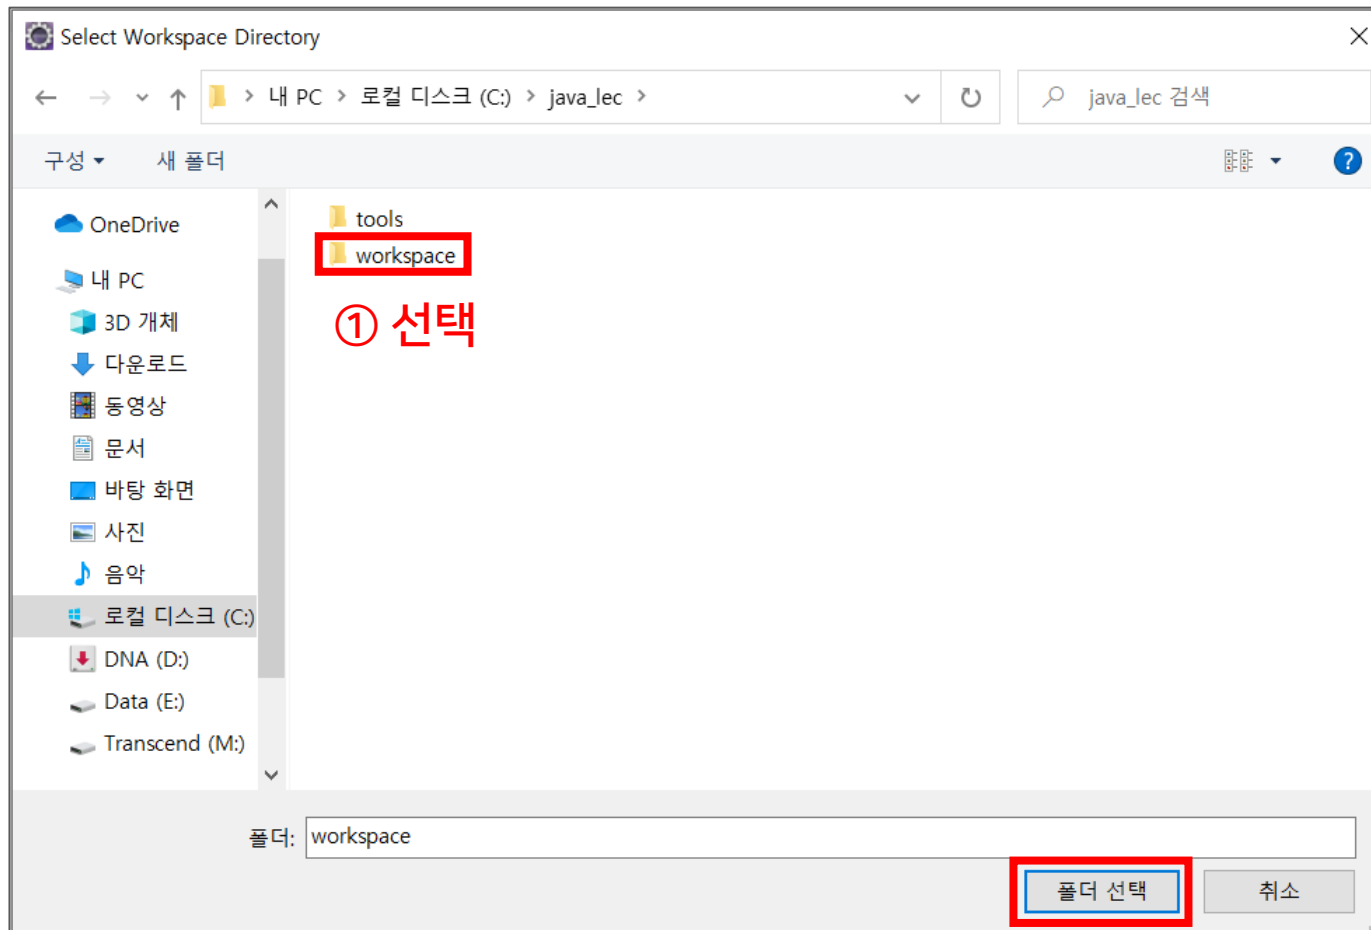 Select Workspace Directory
내 PC > 로컬 디스크 (C:) > java_lec >
java_lec 검색
구성
새 폴더
OneDrive
내 PC
3D 개체
다운로드
동영상
문서
바탕 화면
사진
음악
로컬 디스크 (C:)
DNA (D:)
Data (E:)
Transcend (M:)
tools
workspace
① 선택
폴더: workspace
폴더 선택
취소